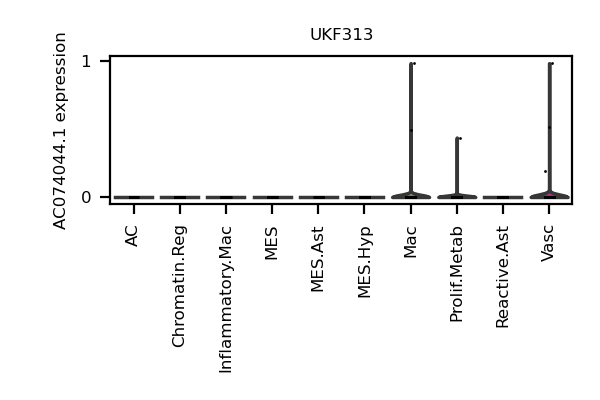 UKF313
AC074044.1 expression
1
0
AC
Chromatin.Reg
Inflammatory.Mac
MES
MES.Ast
MES.Hyp
Mac
Prolif.Metab
Reactive.Ast
Vasc